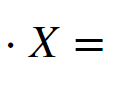 · X =